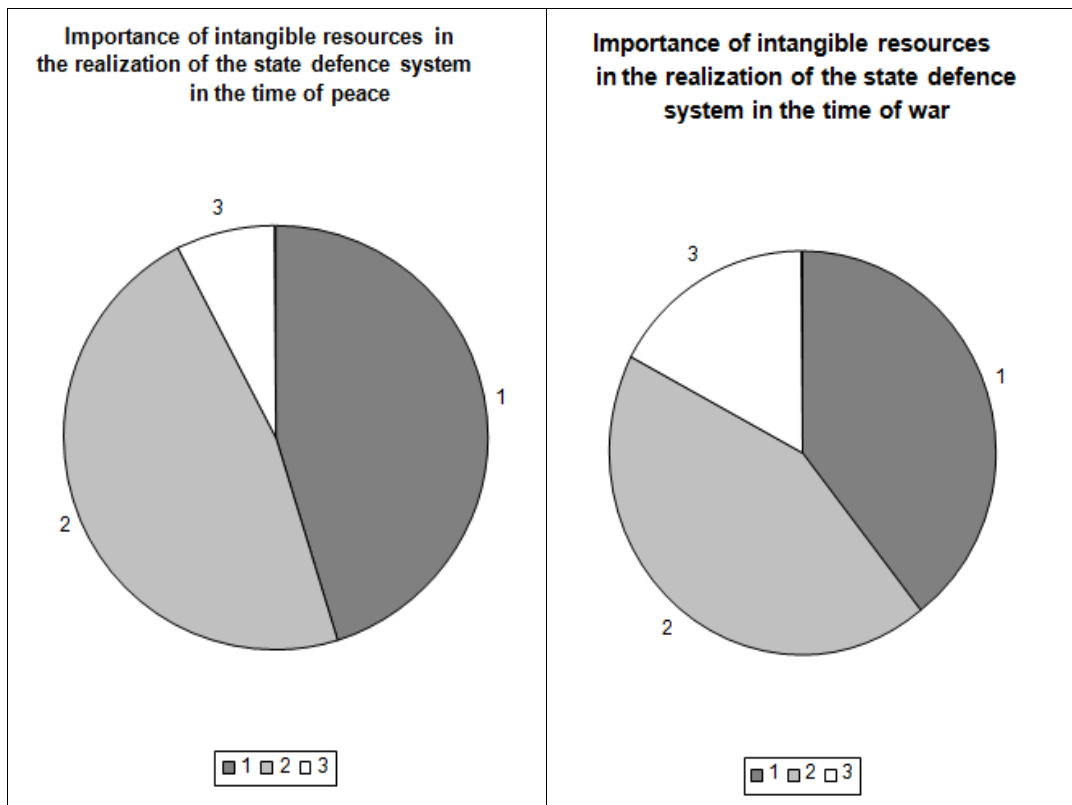 Importance of intangible resources in
the realization of the state defence system
in the time of peace
3
1
2
1 2 3
Importance of intangible resources
in the realization of the state defence
system in the time of war
3
1
2
1 2 3